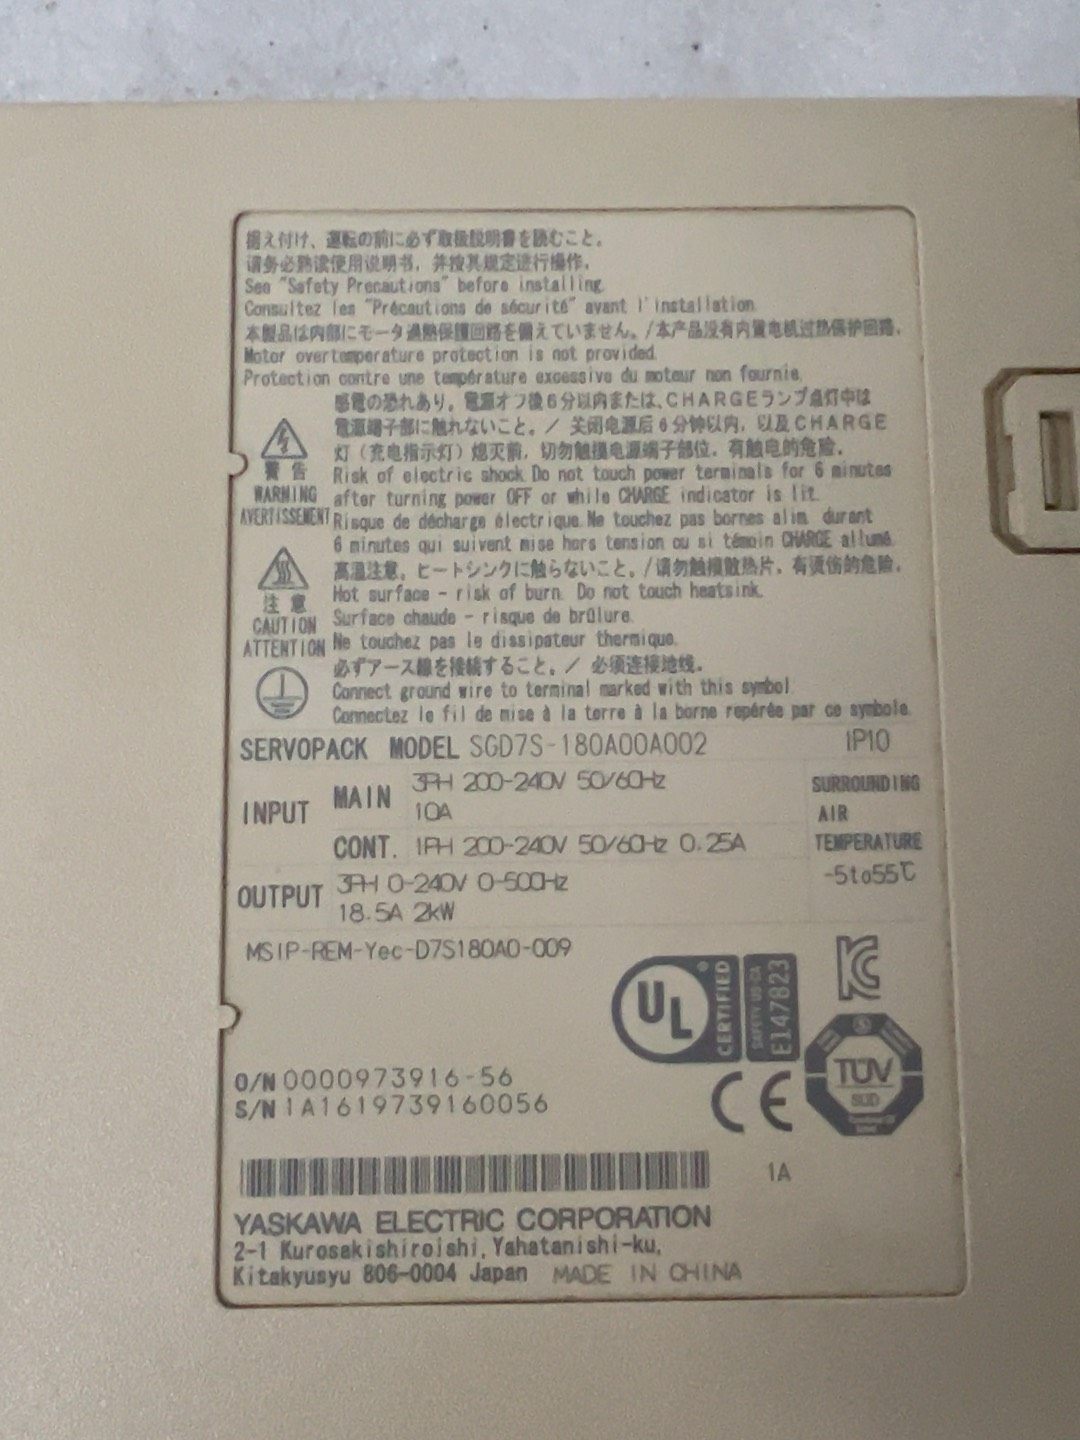 据え付け、運転の前に必ず取扱説明書を読むこと。
请务必熟读使用说明书，并按其规定进行操作。
See "Safety Precautions" before installing.
Consultez les "Précautions de sécurité" avant l'installation.
本製品は内部にモータ過熱保護回路を備えていません。/本产品没有内置电机过热保护回路。
Motor overtemperature protection is not provided.
Protection contre une température excessive du moteur non fournie.
感電の恐れあり。電源オフ後6分以内または、CHARGEランプ点灯中は
電源端子部に触れないこと。/ 关闭电源后6分钟以内，以及CHARGE
灯（充电指示灯）熄灭前，切勿触摸电源端子部位，有触电的危险。
警告
WARNING
AVERTISSEMENT
Risk of electric shock. Do not touch power terminals for 6 minutes
after turning power OFF or while CHARGE indicator is lit.
Risque de décharge électrique. Ne touchez pas bornes alim. durant
6 minutes qui suivent mise hors tension ou si témoin CHARGE allumé.
注意
CAUTION
ATTENTION
高温注意。ヒートシンクに触らないこと。/请勿触摸散热片，有烫伤的危险。
Hot surface - risk of burn. Do not touch heatsink.
Surface chaude - risque de brûlure.
Ne touchez pas le dissipateur thermique.
必ずアース線を接続すること。/ 必须连接地线。
Connect ground wire to terminal marked with this symbol.
Connectez le fil de mise à la terre à la borne repérée par ce symbole.
SERVOPACK MODEL SGD7S-180A00A002 IP10
INPUT MAIN 3PH 200-240V 50/60Hz
10A
CONT. 1PH 200-240V 50/60Hz 0.25A
OUTPUT 3PH 0-240V 0-500Hz
18.5A 2kW
SURROUNDING
AIR
TEMPERATURE
-5to55℃
MSIP-REM-Yec-D7S180A0-009
UL CERTIFIED
SAFETY US-CA
E147823
TÜV
SÜD
CE
O/N 0000973916-56
S/N 1A1619739160056
1A
YASKAWA ELECTRIC CORPORATION
2-1 Kurosakishiroishi, Yahatanishi-ku,
Kitakyusyu 806-0004 Japan MADE IN CHINA